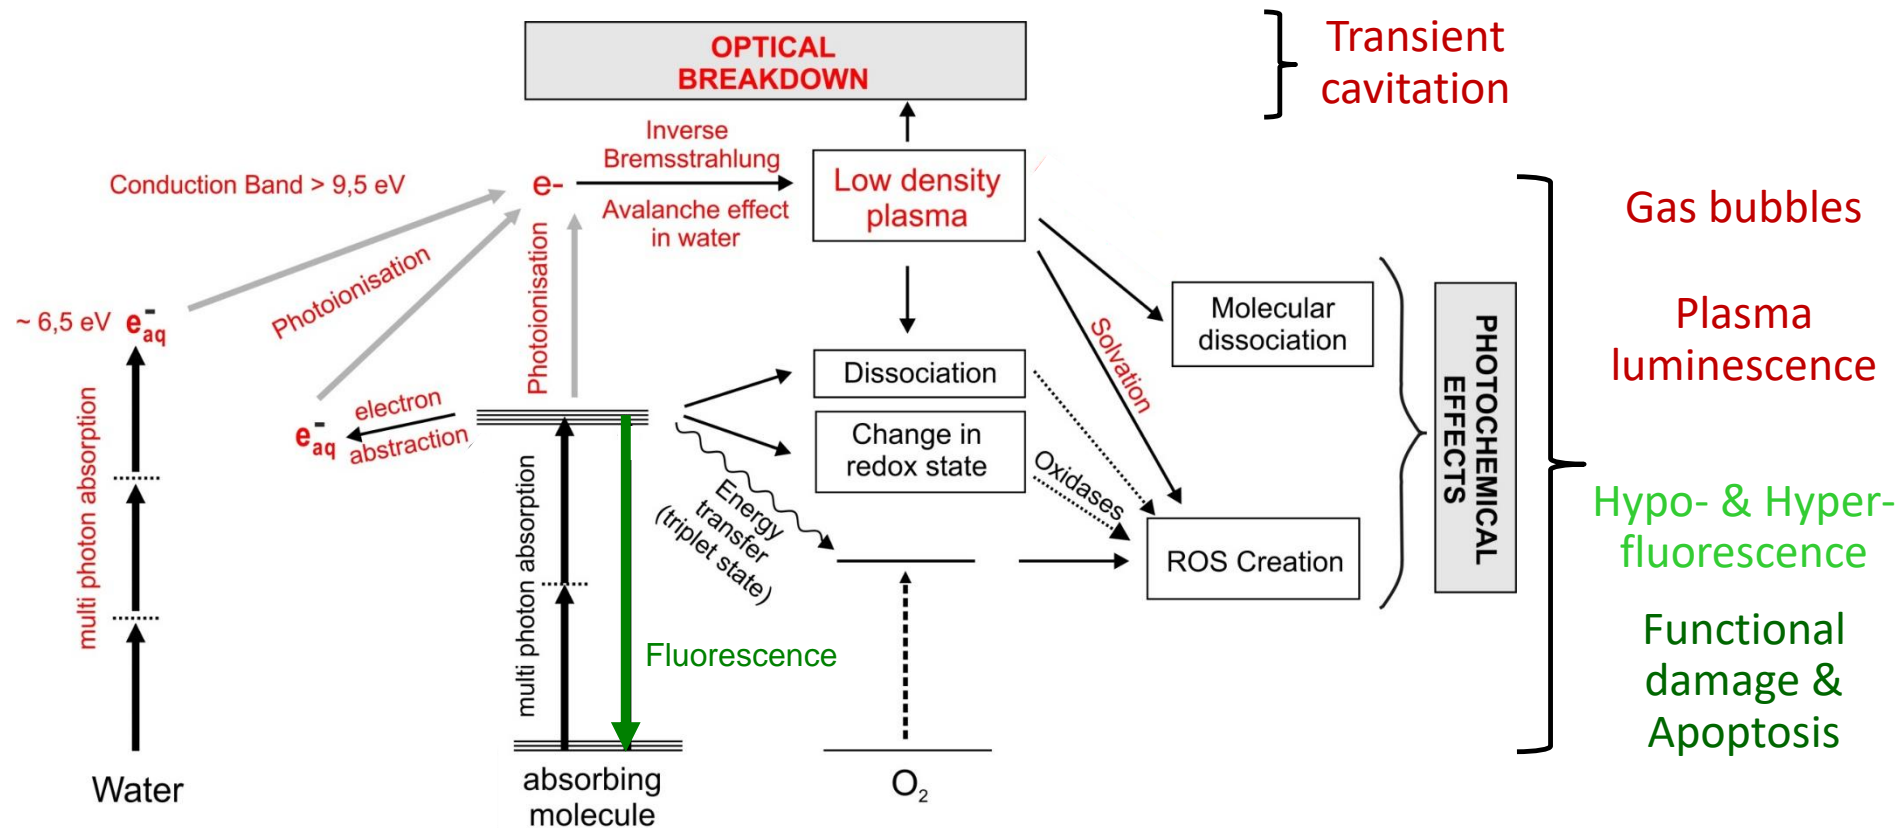 OPTICAL
BREAKDOWN
Transient
cavitation
Inverse
Bremsstrahlung
Conduction Band > 9,5 eV
e-
Avalanche effect
in water
Low density
plasma
Gas bubbles
Photoionisation
Photoionisation
~ 6,5 eV e⁻aq
Molecular
dissociation
Plasma
luminescence
Solvation
Dissociation
electron
abstraction
e⁻aq
Change in
redox state
Oxidases
PHOTOCHEMICAL
EFFECTS
multi photon absorption
multi photon absorption
Energy
transfer
(triplet state)
ROS Creation
Hypo- & Hyper-
fluorescence
Fluorescence
Functional
damage &
Apoptosis
Water
absorbing
molecule
O₂